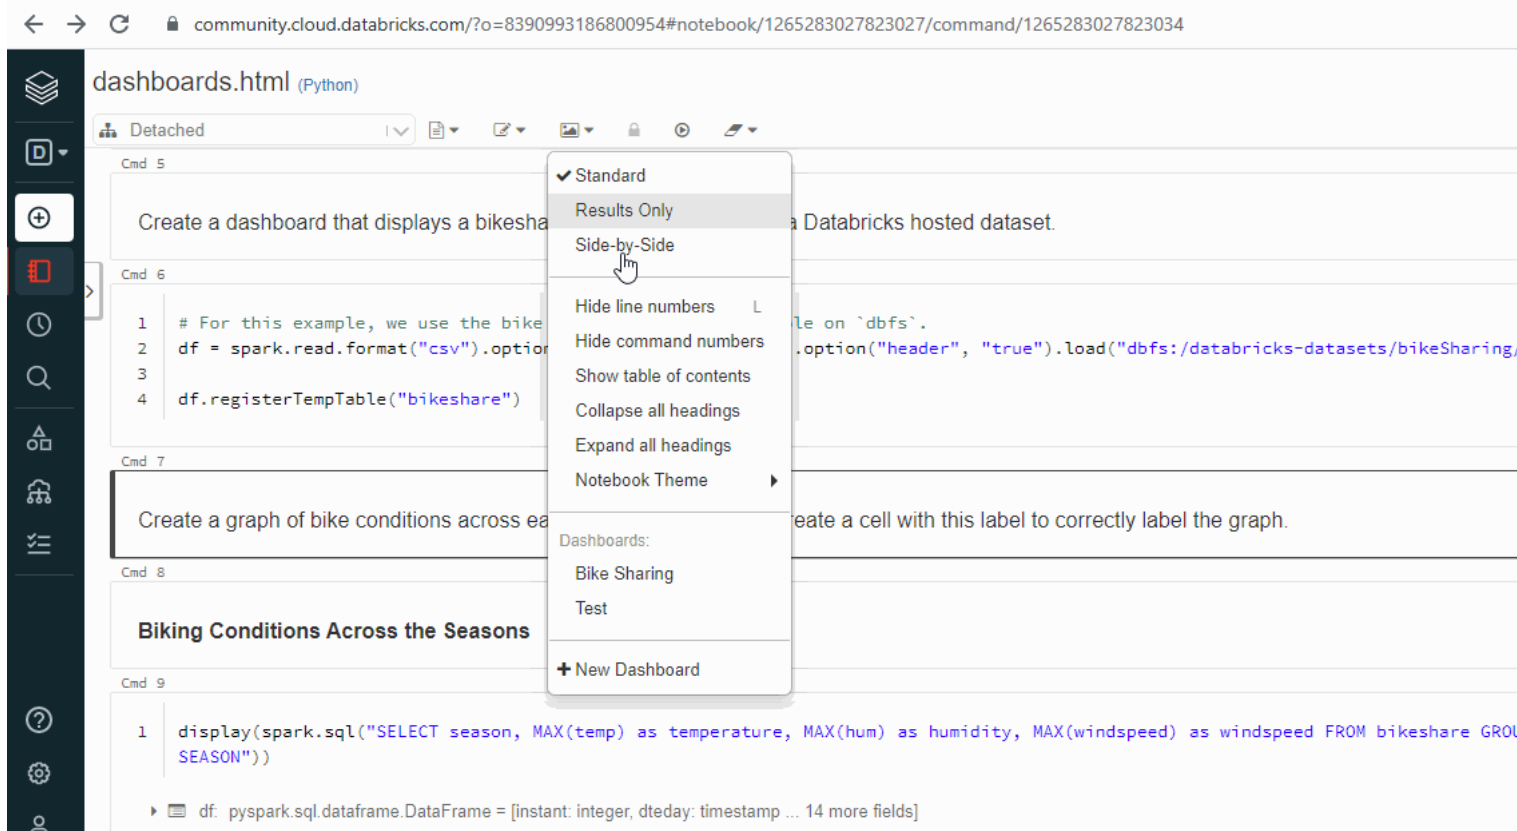 community.cloud.databricks.com/?o=8390993186800954#notebook/1265283027823027/command/1265283027823034
dashboards.html (Python)
Detached
D
Cmd 5
Create a dashboard that displays a bikesha
a Databricks hosted dataset.
Cmd 6
1 # For this example, we use the bike
le on `dbfs`.
2 df = spark.read.format("csv").option
.option("header", "true").load("dbfs:/databricks-datasets/bikeSharing/
3
4 df.registerTempTable("bikeshare")
Cmd 7
Create a graph of bike conditions across ea
reate a cell with this label to correctly label the graph.
Cmd 8
Biking Conditions Across the Seasons
Cmd 9
1 display(spark.sql("SELECT season, MAX(temp) as temperature, MAX(hum) as humidity, MAX(windspeed) as windspeed FROM bikeshare GROU
SEASON"))
df: pyspark.sql.dataframe.DataFrame = [instant: integer, dteday: timestamp ... 14 more fields]
Standard
Results Only
Side-by-Side
Hide line numbers L
Hide command numbers
Show table of contents
Collapse all headings
Expand all headings
Notebook Theme
Dashboards:
Bike Sharing
Test
New Dashboard